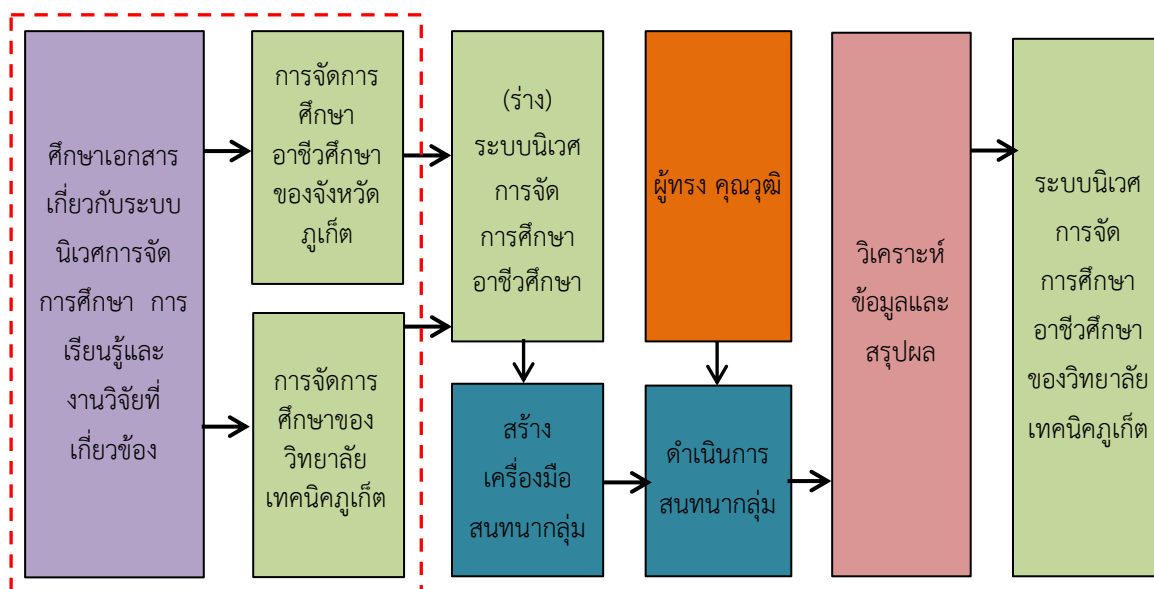 ศึกษาเอกสาร
เกี่ยวกับระบบ
นิเวศการจัด
การศึกษา การ
เรียนรู้และ
งานวิจัยที่
เกี่ยวข้อง
การจัดการ
ศึกษา
อาชีวศึกษา
ของจังหวัด
ภูเก็ต
การจัดการ
ศึกษาของ
วิทยาลัย
เทคนิคภูเก็ต
(ร่าง)
ระบบนิเวศ
การจัด
การศึกษา
อาชีวศึกษา
สร้าง
เครื่องมือ
สนทนากลุ่ม
ผู้ทรง คุณวุฒิ
ดำเนินการ
สนทนากลุ่ม
วิเคราะห์
ข้อมูลและ
สรุปผล
ระบบนิเวศ
การจัด
การศึกษา
อาชีวศึกษา
ของวิทยาลัย
เทคนิคภูเก็ต